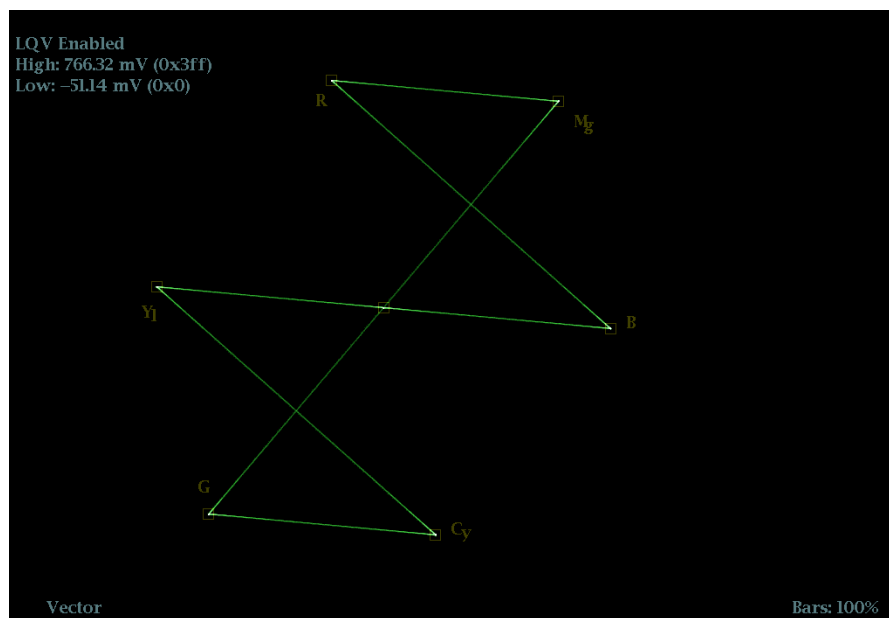 LQV Enabled
High: 766.32 mV (0x3ff)
Low: −51.14 mV (0x0)
R
Mg
Yl
B
G
Cy
Vector
Bars: 100%